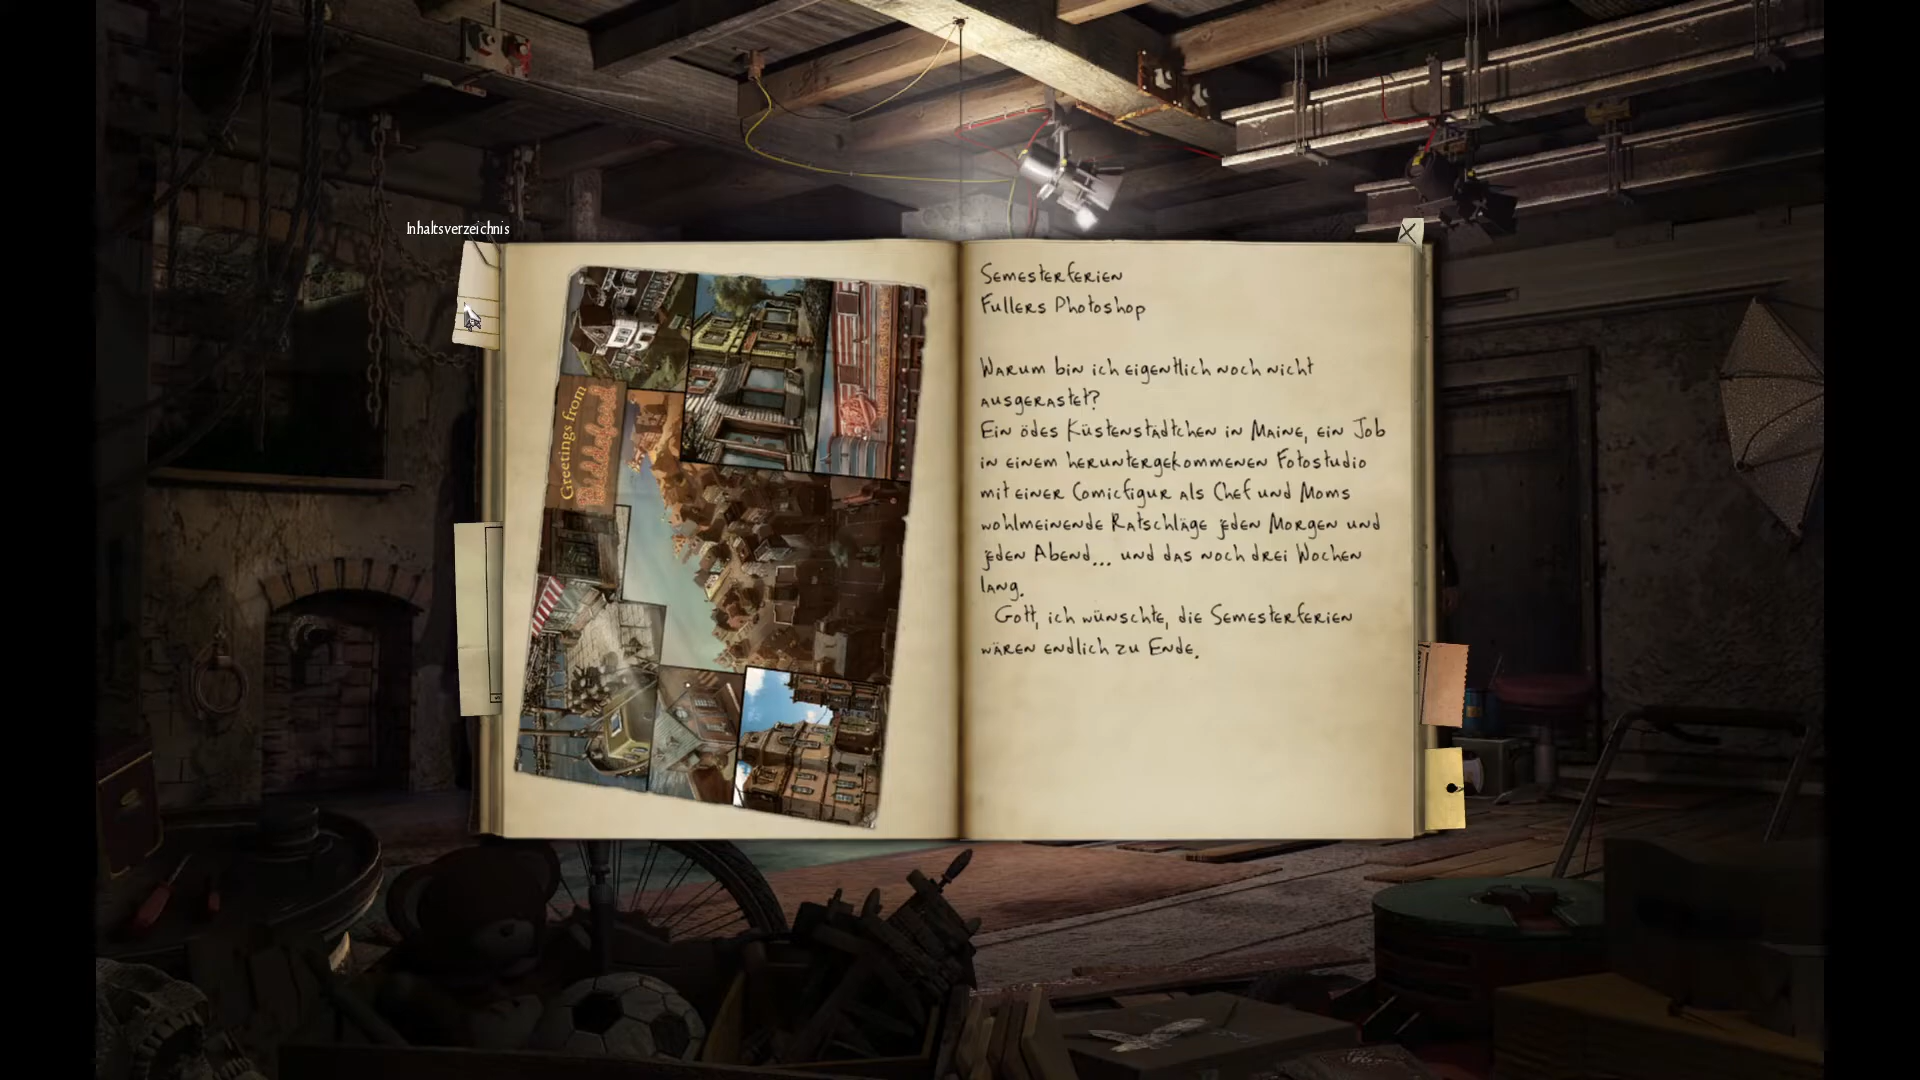 Inhaltsverzeichnis
Greetings from
Semesterferien
Fullers Photoshop
Warum bin ich eigentlich noch nicht
ausgerastet?
Ein ödes Küstenstädtchen in Maine, ein Job
in einem heruntergekommenen Fotostudio
mit einer Comicfigur als Chef und Moms
wohlmeinende Ratschläge jeden Morgen und
jeden Abend... und das noch drei Wochen
lang.
Gott, ich wünschte, die Semesterferien
wären endlich zu Ende.